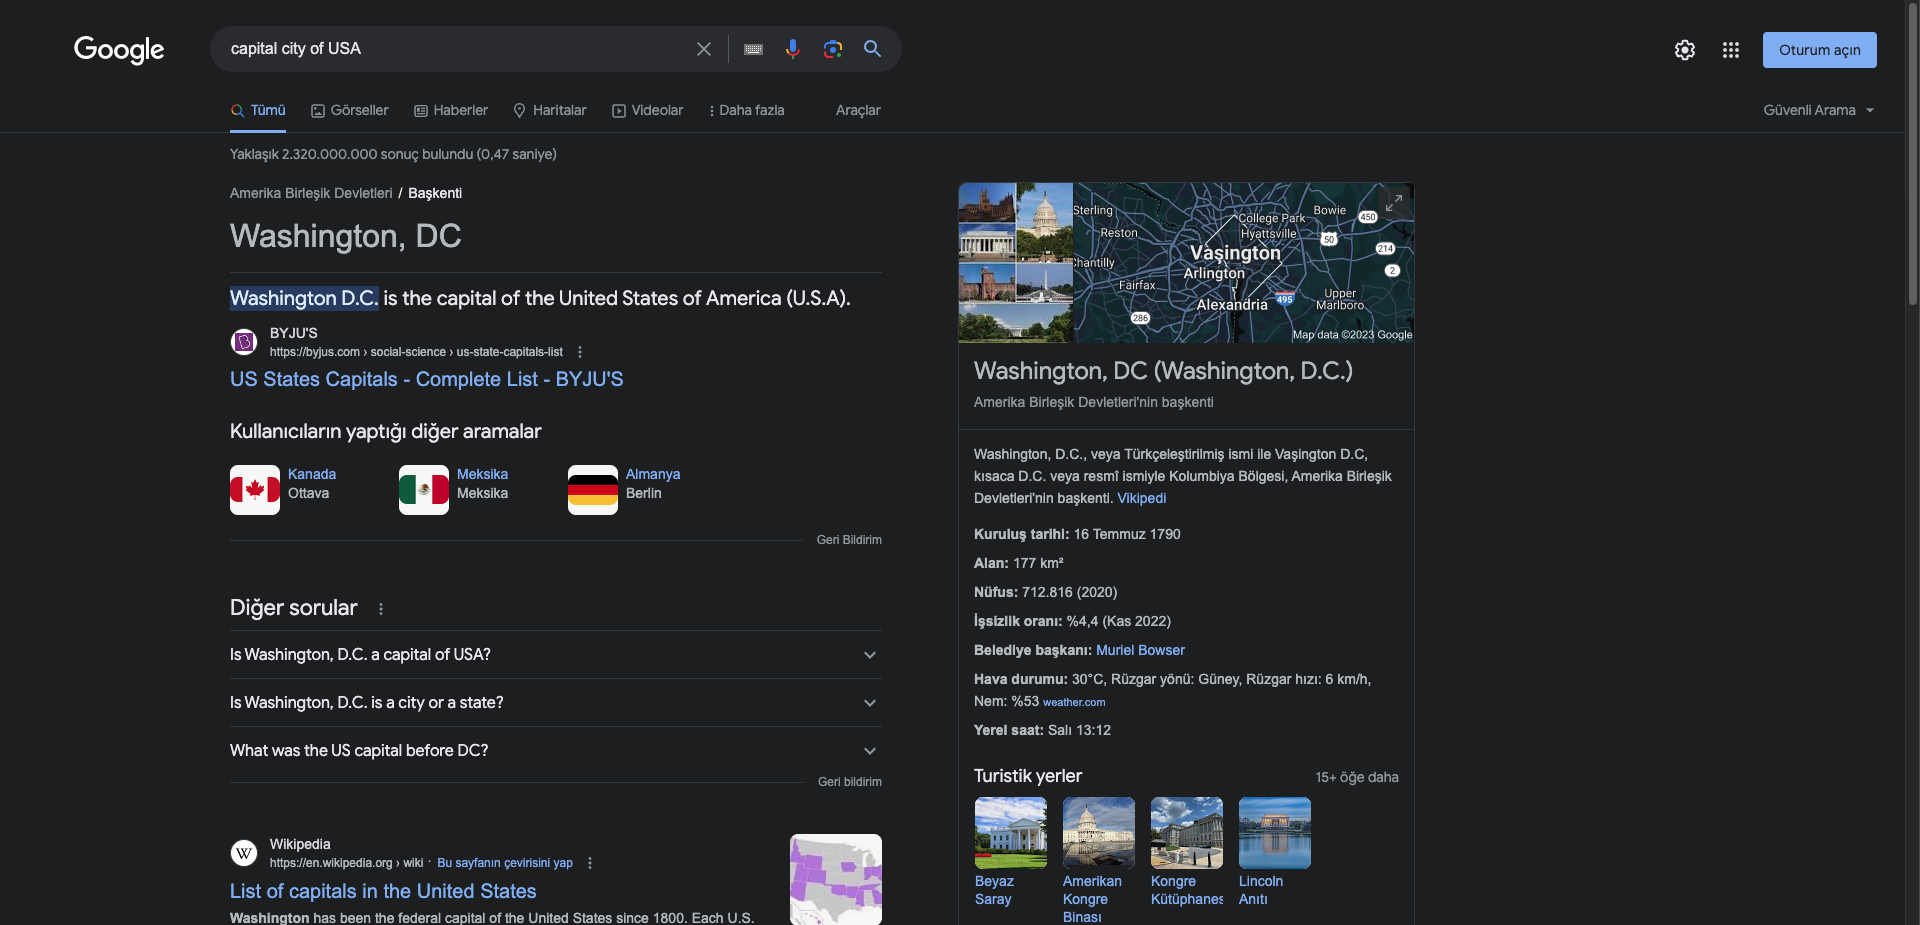 Google
capital city of USA
Oturum açın
Tümü
Görseller
Haberler
Haritalar
Videolar
Daha fazla
Araçlar
Güvenli Arama
Yaklaşık 2.320.000.000 sonuç bulundu (0,47 saniye)
Amerika Birleşik Devletleri / Başkenti
Washington, DC
Washington D.C. is the capital of the United States of America (U.S.A).
BYJU'S
https://byjus.com › social-science › us-state-capitals-list
US States Capitals - Complete List - BYJU'S
Kullanıcıların yaptığı diğer aramalar
Kanada
Ottava
Meksika
Meksika
Almanya
Berlin
Geri Bildirim
Diğer sorular
Is Washington, D.C. a capital of USA?
Is Washington, D.C. is a city or a state?
What was the US capital before DC?
Geri bildirim
W
Wikipedia
https://en.wikipedia.org › wiki · Bu sayfanın çevirisini yap
List of capitals in the United States
Washington has been the federal capital of the United States since 1800. Each U.S.
Sterling
Reston
Chantilly
Fairfax
286
College Park
Hyattsville
Bowie
450
50
214
2
Vaşington
Arlington
Alexandria
495
Upper
Marlboro
Map data ©2023 Google
Washington, DC (Washington, D.C.)
Amerika Birleşik Devletleri'nin başkenti
Washington, D.C., veya Türkçeleştirilmiş ismi ile Vaşington D.C,
kısaca D.C. veya resmî ismiyle Kolumbiya Bölgesi, Amerika Birleşik
Devletleri'nin başkenti. Vikipedi
Kuruluş tarihi: 16 Temmuz 1790
Alan: 177 km²
Nüfus: 712.816 (2020)
İşsizlik oranı: %4,4 (Kas 2022)
Belediye başkanı: Muriel Bowser
Hava durumu: 30°C, Rüzgar yönü: Güney, Rüzgar hızı: 6 km/h,
Nem: %53 weather.com
Yerel saat: Salı 13:12
Turistik yerler
15+ öğe daha
Beyaz
Saray
Amerikan
Kongre
Binası
Kongre
Kütüphanes
Lincoln
Anıtı